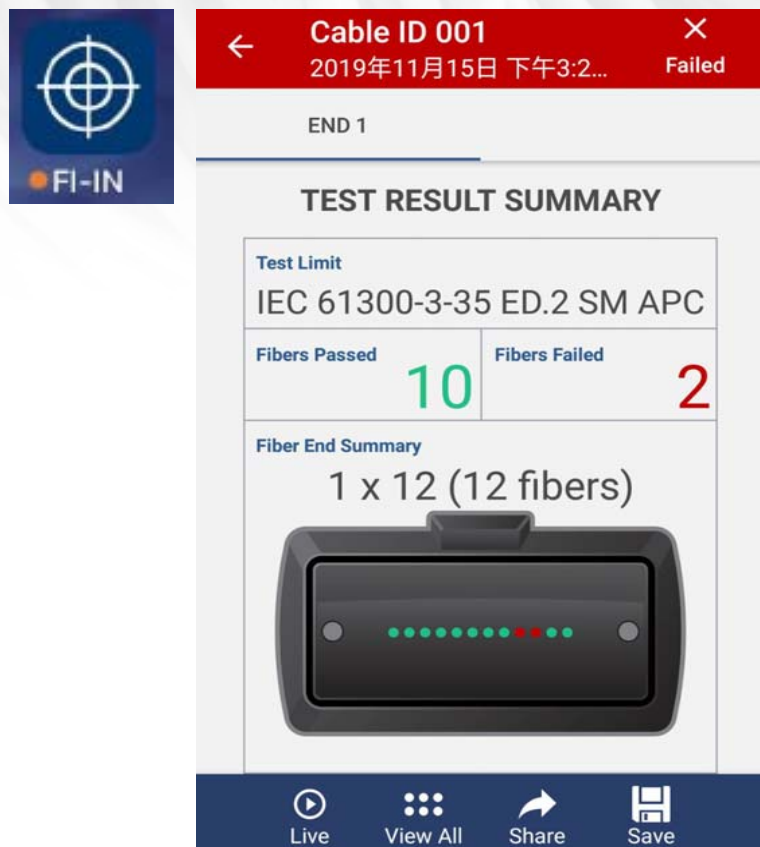 FI-IN
Cable ID 001
2019年11月15日 下午3:2...
Failed
END 1
TEST RESULT SUMMARY
Test Limit
IEC 61300-3-35 ED.2 SM APC
Fibers Passed
10
Fibers Failed
2
Fiber End Summary
1 x 12 (12 fibers)
Live
View All
Share
Save